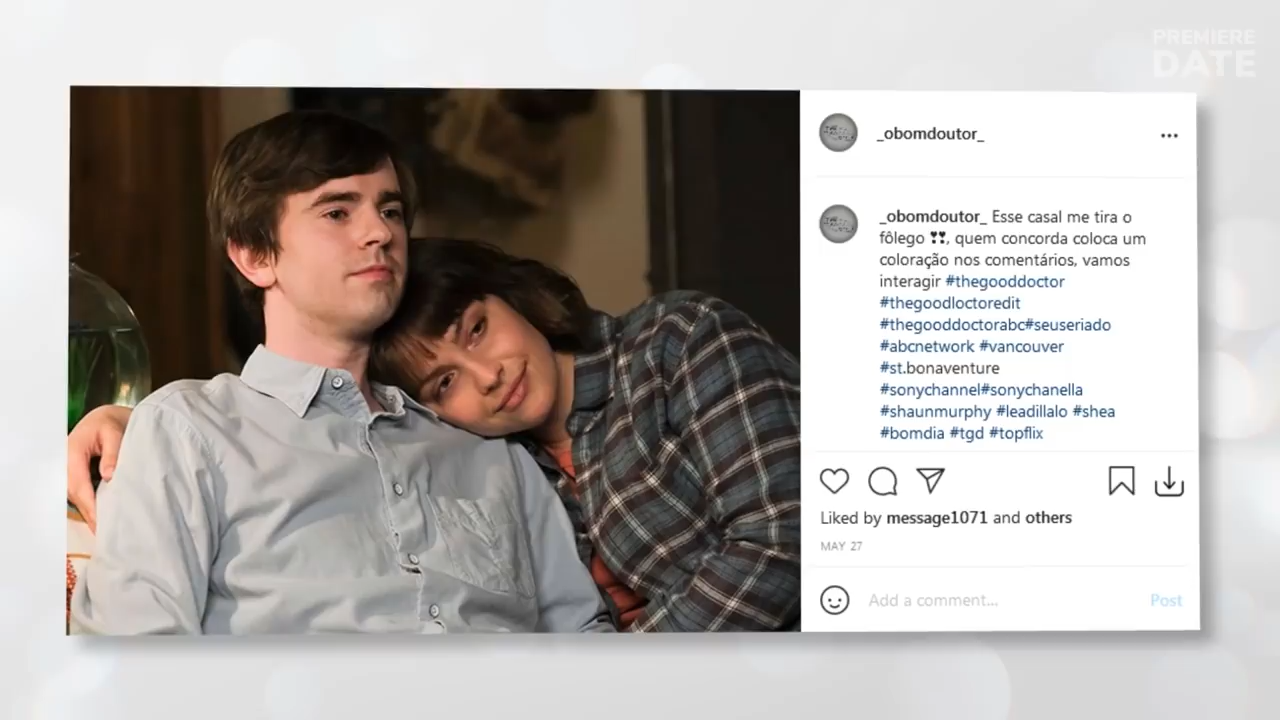 PREMIERE
DATE
_obomdoutor_
_obomdoutor_ Esse casal me tira o
fôlego ❣❣, quem concorda coloca um
coloração nos comentários, vamos
interagir #thegooddoctor
#thegoodloctoredit
#thegooddoctorabc#seuseriado
#abcnetwork #vancouver
#st.bonaventure
#sonychannel#sonychanella
#shaunmurphy #leadillalo #shea
#bomdia #tgd #topflix
Liked by message1071 and others
MAY 27
Add a comment...
Post